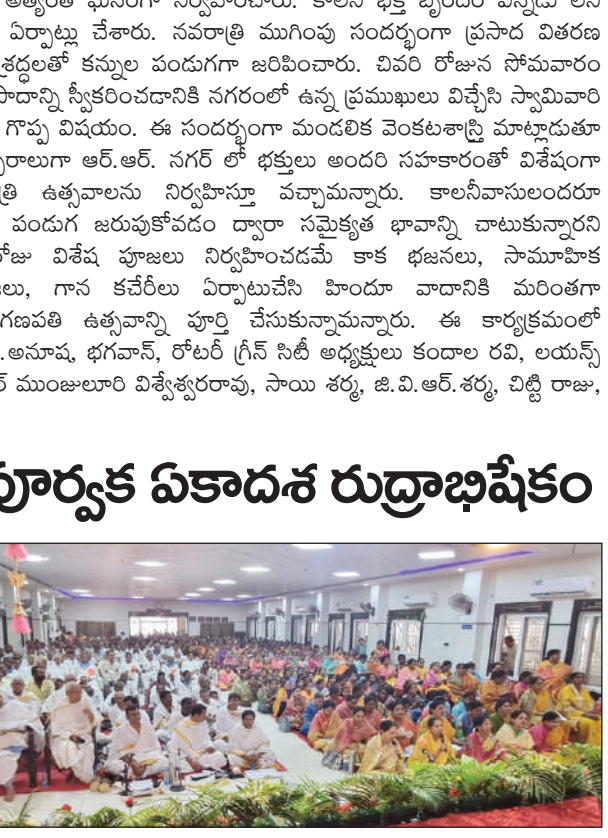 అత్యంత ఘనంగా నిర్వహించారు. కాలనీ భక్త బృందం
ఏర్పాట్లు చేశారు. నవరాత్రి ముగింపు సందర్భంగా ప్రసాద వితరణ
శ్రద్ధలతో కన్నుల పండుగగా జరిపించారు. చివరి రోజున సోమవారం
స్వీకరించడానికి నగరంలో ఉన్న ప్రముఖులు విచ్చేసి స్వామివారి
గొప్ప విషయం. ఈ సందర్భంగా మండలిక వెంకటశాస్త్రి మాట్లాడుతూ
ఆర్.ఆర్. నగర్ లో భక్తులు అందరి సహకారంతో విశేషంగా
ఉత్సవాలను నిర్వహిస్తూ వచ్చామన్నారు. కాలనీవాసులందరూ
పండుగ జరుపుకోవడం ద్వారా సమైక్యత భావాన్ని చాటుకున్నారని
విశేష పూజలు నిర్వహించడమే కాక భజనలు, సామూహిక
గాన కచేరీలు ఏర్పాటుచేసి హిందూ వాదానికి మరింతగా
గణపతి ఉత్సవాన్ని పూర్తి చేసుకున్నామన్నారు. ఈ కార్యక్రమంలో
.అనూష, భగవాన్, రోటరీ గ్రీన్ సిటీ అధ్యక్షులు కందాల రవి, లయన్స్
ముంజులూరి విశ్వేశ్వరరావు, సాయి శర్మ, జి.వి.ఆర్.శర్మ, చిట్టి రాజు,
పూర్వక ఏకాదశ రుద్రాభిషేకం